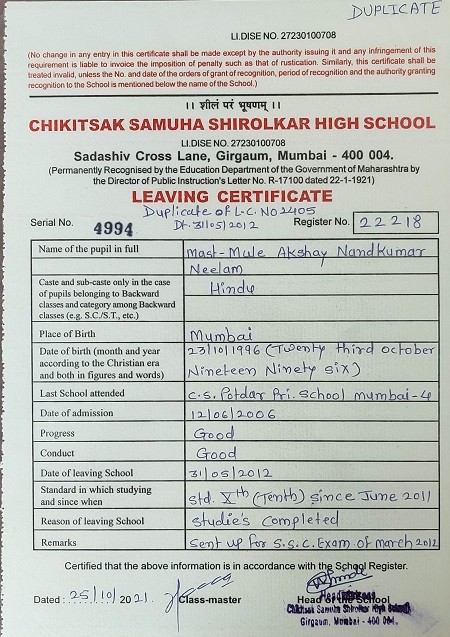 DUPLICATE
LI.DISE NO. 27230100708
(No change in any entry in this certificate shall be made except by the authority issuing it and any infringement of this
requirement is liable to invoice the imposition of penalty such as that of rustication. Similarly, this certificate shall be
treated invalid, unless the No. and date of the orders of grant of recognition, period of recognition and the authority granting
recognition to the School is mentioned below the name of the School.)
।। शीलं परं भूषणम् ।।
CHIKITSAK SAMUHA SHIROLKAR HIGH SCHOOL
LI.DISE NO. 27230100708
Sadashiv Cross Lane, Girgaum, Mumbai - 400 004.
(Permanently Recognised by the Education Department of the Government of Maharashtra by
the Director of Public Instruction's Letter No. R-17100 dated 22-1-1921)
LEAVING CERTIFICATE
Duplicate of L.C. NO 2405
Dt. 31/05/2012
Serial No. 4994 Register No. 22218
Name of the pupil in full Mast- Mule Akshay Nandkumar
Neelam
Caste and sub-caste only in the case
of pupils belonging to Backward
classes and category among Backward
classes (e.g. S.C./S.T., etc.)
Hindu
Place of Birth Mumbai
Date of birth (month and year
according to the Christian era
and both in figures and words)
23/10/1996 (Twenty third october
Nineteen Ninety six)
Last School attended C.S. Potdar Pri. School Mumbai-4
Date of admission 12/06/2006
Progress Good
Conduct Good
Date of leaving School 31/05/2012
Standard in which studying
and since when
std. Xth (Tenth) since June 2011
Reason of leaving School studie's completed
Remarks sent up for S.S.C. Exam of march 2012
Certified that the above information is in accordance with the School Register.
Dated : 25/10/2021. Class-master Head of the School
Chikitsak Samuha Shirolkar High School
Girgaum, Mumbai - 400 004.